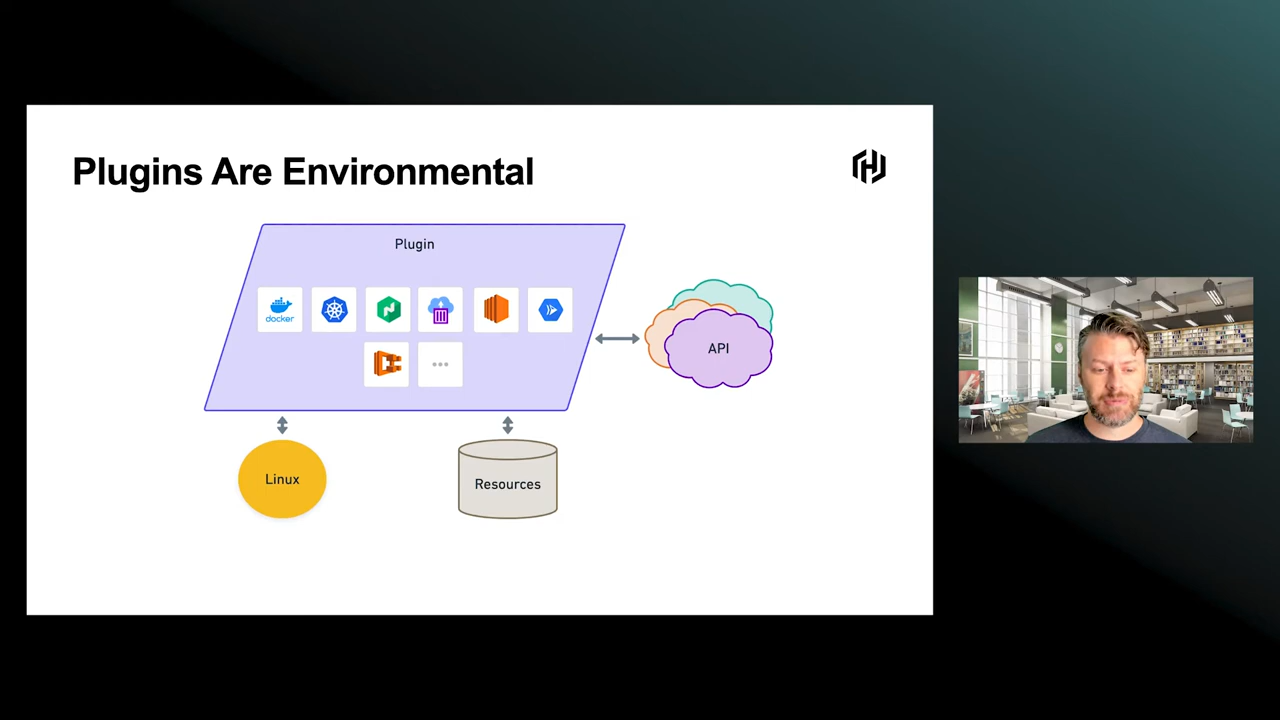 Plugins Are Environmental
Plugin
docker
API
Linux
Resources